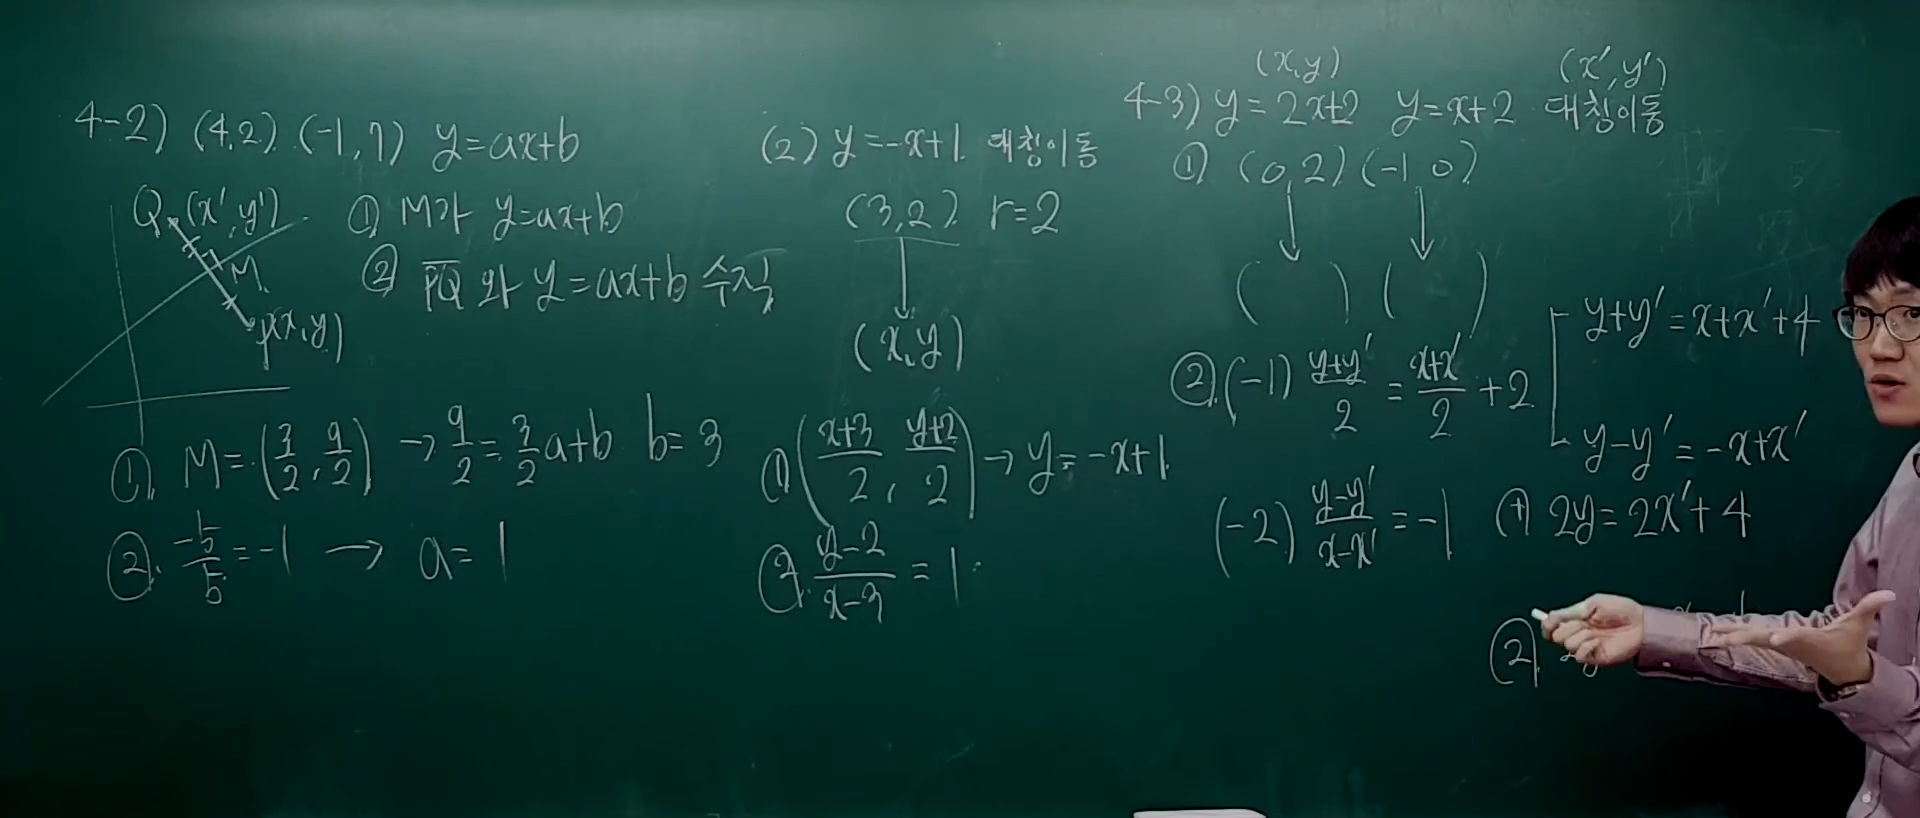 4-2) (4,2) (-1,7) y=ax+b
Q (x',y')
M
P(x,y)
① M가 y=ax+b
② PQ 와 y=ax+b 수직
① M=(3/2, 9/2) → 9/2=3/2a+b b=3
② -5/5=-1 → a=1
(2) y=-x+1 대칭이동
(3,2) r=2
(x,y)
① (x+3/2, y+2/2) → y=-x+1
② y-2/x-3=1
(x,y) (x',y')
4-3) y=2x+2 y=x+2 대칭이동
① (0,2) (-1,0)
( ) ( )
② (-1) y+y'/2=x+x'/2+2
(-2) y-y'/x-x'=-1
y+y'=x+x'+4
y-y'=-x+x'
(+ 2y=2x'+4
②